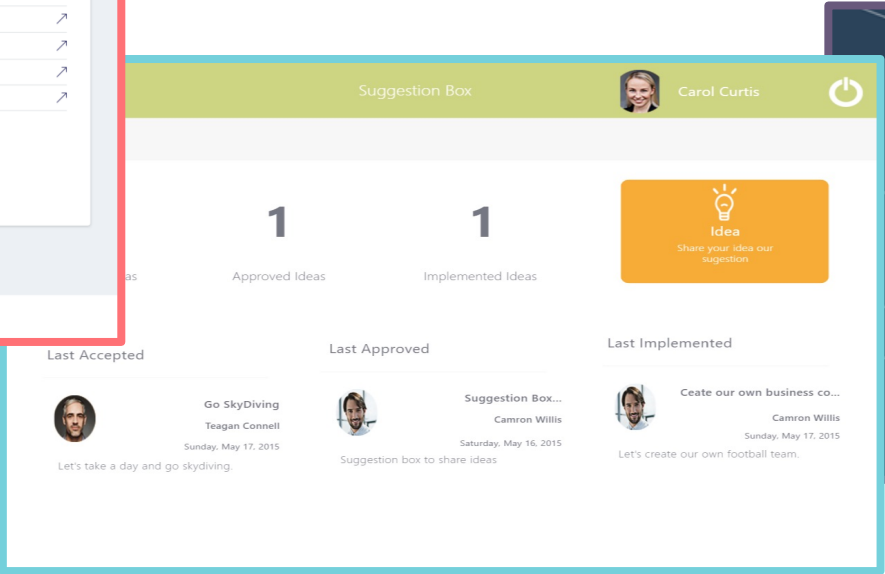 Suggestion Box
Carol Curtis
1
1
Idea
Share your idea our
sugestion
as
Approved Ideas
Implemented Ideas
Last Accepted
Last Approved
Last Implemented
Go SkyDiving
Teagan Connell
Sunday, May 17, 2015
Let's take a day and go skydiving.
Suggestion Box...
Camron Willis
Saturday, May 16, 2015
Suggestion box to share ideas
Ceate our own business co...
Camron Willis
Sunday, May 17, 2015
Let's create our own football team.